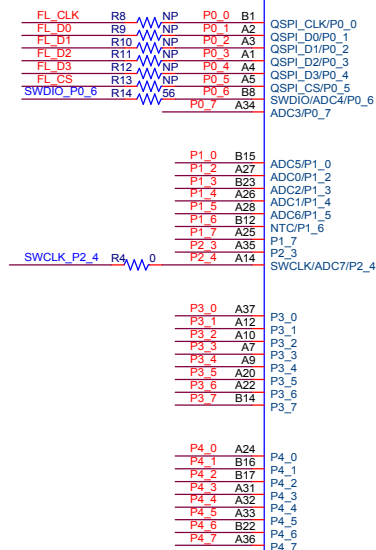 FL_CLK R8 NP P0_0 B1 QSPI_CLK/P0_0
FL_D0 R9 NP P0_1 A2 QSPI_D0/P0_1
FL_D1 R10 NP P0_2 A3 QSPI_D1/P0_2
FL_D2 R11 NP P0_3 A1 QSPI_D2/P0_3
FL_D3 R12 NP P0_4 A4 QSPI_D3/P0_4
FL_CS R13 NP P0_5 A5 QSPI_CS/P0_5
SWDIO_P0_6 R14 56 P0_6 B8 SWDIO/ADC4/P0_6
P0_7 A34 ADC3/P0_7
P1_0 B15 ADC5/P1_0
P1_2 A27 ADC0/P1_2
P1_3 B23 ADC2/P1_3
P1_4 A26 ADC1/P1_4
P1_5 A28 ADC6/P1_5
P1_6 B12 NTC/P1_6
P1_7 A25 P1_7
P2_3 A35 P2_3
SWCLK_P2_4 R4 0 P2_4 A14 SWCLK/ADC7/P2_4
P3_0 A37 P3_0
P3_1 A12 P3_1
P3_2 A10 P3_2
P3_3 A7 P3_3
P3_4 A9 P3_4
P3_5 A20 P3_5
P3_6 A22 P3_6
P3_7 B14 P3_7
P4_0 A24 P4_0
P4_1 B16 P4_1
P4_2 B17 P4_2
P4_3 A31 P4_3
P4_4 A32 P4_4
P4_5 A33 P4_5
P4_6 B22 P4_6
P4_7 A36 P4_7